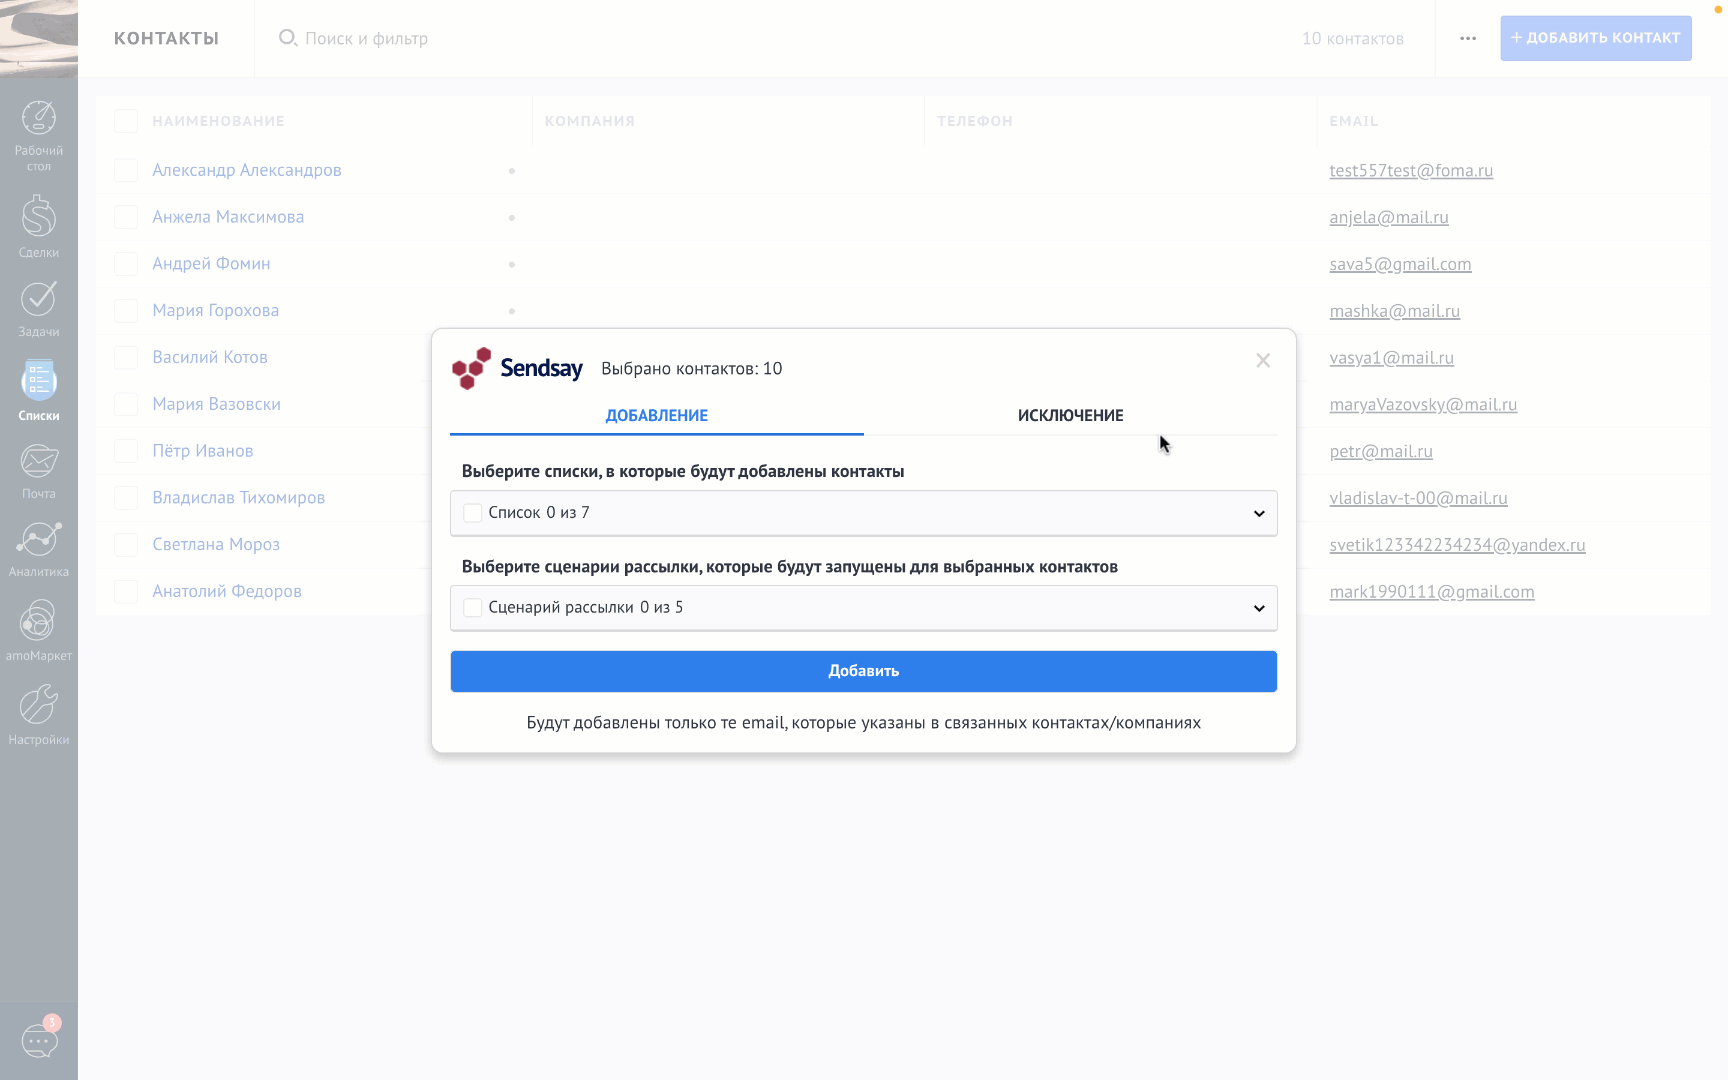 КОНТАКТЫ
Поиск и фильтр
10 контактов
+ ДОБАВИТЬ КОНТАКТ
Рабочий
стол
Сделки
Задачи
Списки
Почта
Аналитика
amoМаркет
Настройки
3
НАИМЕНОВАНИЕ КОМПАНИЯ ТЕЛЕФОН EMAIL
Александр Александров test557test@foma.ru
Анжела Максимова anjela@mail.ru
Андрей Фомин sava5@gmail.com
Мария Горохова mashka@mail.ru
Василий Котов vasya1@mail.ru
Мария Вазовски maryaVazovsky@mail.ru
Пётр Иванов petr@mail.ru
Владислав Тихомиров vladislav-t-00@mail.ru
Светлана Мороз svetik123342234234@yandex.ru
Анатолий Федоров mark1990111@gmail.com
Sendsay Выбрано контактов: 10
ДОБАВЛЕНИЕ ИСКЛЮЧЕНИЕ
Выберите списки, в которые будут добавлены контакты
Список 0 из 7
Выберите сценарии рассылки, которые будут запущены для выбранных контактов
Сценарий рассылки 0 из 5
Добавить
Будут добавлены только те email, которые указаны в связанных контактах/компаниях